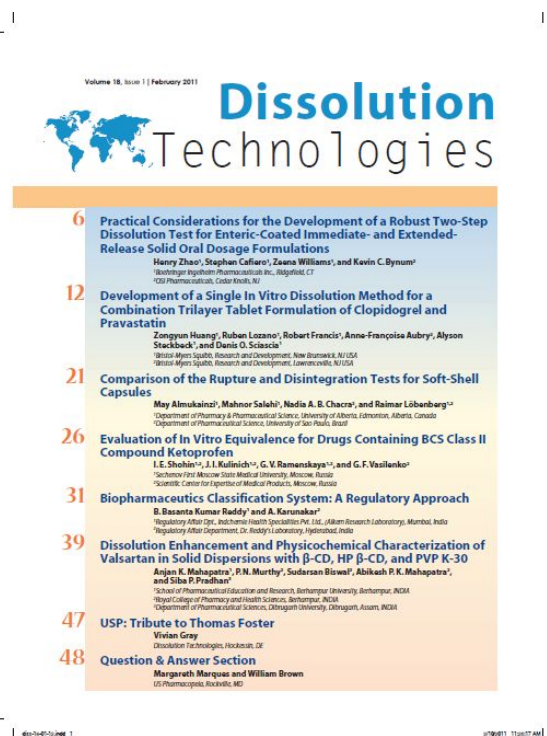 Volume 18, Issue 1 | February 2011
Dissolution
Technologies
6
Practical Considerations for the Development of a Robust Two-Step
Dissolution Test for Enteric-Coated Immediate- and Extended-
Release Solid Oral Dosage Formulations
Henry Zhao¹, Stephen Cafiero¹, Zeena Williams¹, and Kevin C. Bynum²
¹Boehringer Ingelheim Pharmaceuticals Inc., Ridgefield, CT
²OSI Pharmaceuticals, Cedar Knolls, NJ
12
Development of a Single In Vitro Dissolution Method for a
Combination Trilayer Tablet Formulation of Clopidogrel and
Pravastatin
Zongyun Huang¹, Ruben Lozano¹, Robert Francis¹, Anne-Françoise Aubry², Alyson
Steckbeck¹, and Denis O. Sciascia¹
¹Bristol-Myers Squibb, Research and Development, New Brunswick, NJ USA
²Bristol-Myers Squibb, Research and Development, Lawrenceville, NJ USA
21
Comparison of the Rupture and Disintegration Tests for Soft-Shell
Capsules
May Almukainzi¹, Mahnor Salehi¹, Nadia A. B. Chacra², and Raimar Löbenberg¹·²
¹Department of Pharmacy & Pharmaceutical Science, University of Alberta, Edmonton, Alberta, Canada
²Department of Pharmaceutical Science, University of Sao Paulo, Brazil
26
Evaluation of In Vitro Equivalence for Drugs Containing BCS Class II
Compound Ketoprofen
I. E. Shohin¹·², J. I. Kulinich¹·², G. V. Ramenskaya¹·², and G. F. Vasilenko²
¹Sechenov First Moscow State Medical University, Moscow, Russia
²Scientific Center for Expertise of Medical Products, Moscow, Russia
31
Biopharmaceutics Classification System: A Regulatory Approach
B. Basanta Kumar Reddy¹ and A. Karunakar²
¹Regulatory Affair Dpt., Indchemie Health Specialities Pvt. Ltd., (Alkem Research Laboratory), Mumbai, India
²Regulatory Affair Department, Dr. Reddy's Laboratory, Hyderabad, India
39
Dissolution Enhancement and Physicochemical Characterization of
Valsartan in Solid Dispersions with β-CD, HP β-CD, and PVP K-30
Anjan K. Mahapatra¹, P. N. Murthy², Sudarsan Biswal², Abikesh P. K. Mahapatra²,
and Siba P. Pradhan³
¹School of Pharmaceutical Education and Research, Berhampur University, Berhampur, INDIA
²Royal College of Pharmacy and Health Sciences, Berhampur, INDIA
³Department of Pharmaceutical Sciences, Dibrugarh University, Dibrugarh, Assam, INDIA
47
USP: Tribute to Thomas Foster
Vivian Gray
Dissolution Technologies, Hockessin, DE
48
Question & Answer Section
Margareth Marques and William Brown
US Pharmacopeia, Rockville, MD